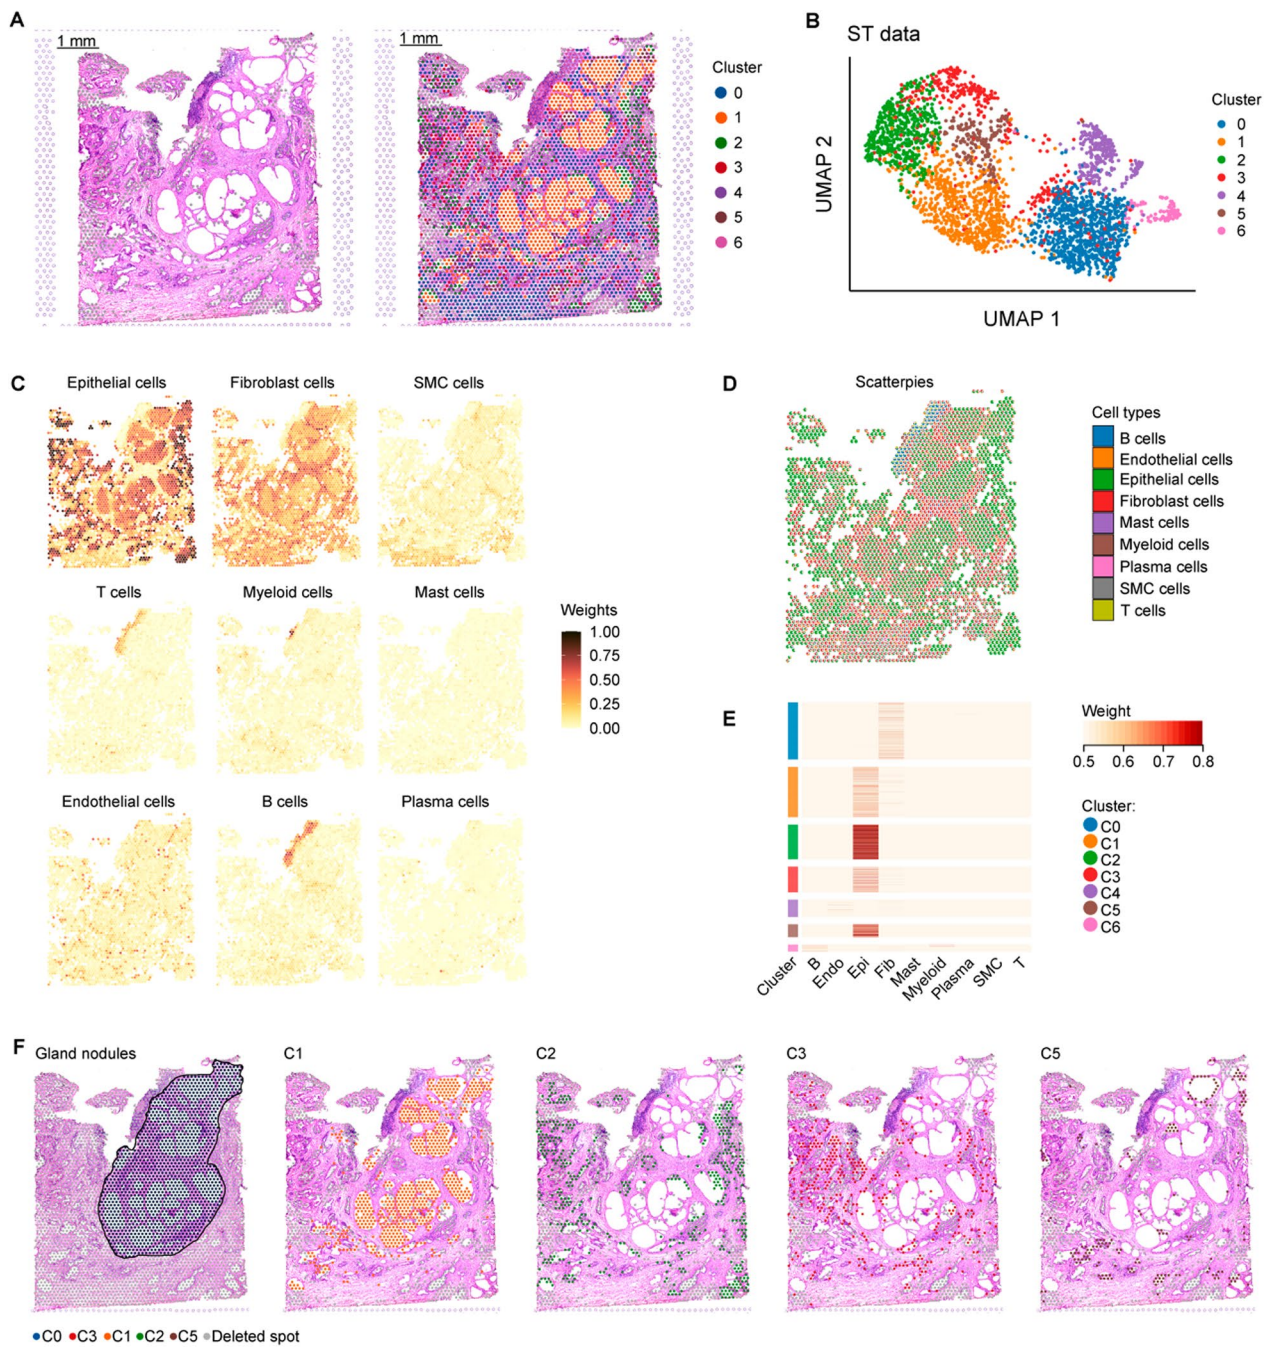 A
1 mm
1 mm
Cluster
0
1
2
3
4
5
6
B
ST data
UMAP 2
UMAP 1
Cluster
0
1
2
3
4
5
6
C
Epithelial cells
Fibroblast cells
SMC cells
T cells
Myeloid cells
Mast cells
Endothelial cells
B cells
Plasma cells
Weights
1.00
0.75
0.50
0.25
0.00
D
Scatterpies
Cell types
B cells
Endothelial cells
Epithelial cells
Fibroblast cells
Mast cells
Myeloid cells
Plasma cells
SMC cells
T cells
E
Cluster
B
Endo
Epi
Fib
Mast
Myeloid
Plasma
SMC
T
Weight
0.5 0.6 0.7 0.8
Cluster:
C0
C1
C2
C3
C4
C5
C6
F
Gland nodules
C1
C2
C3
C5
C0 C3 C1 C2 C5 Deleted spot